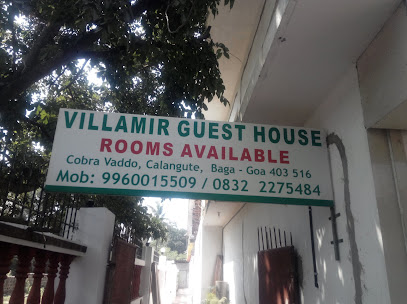 VILLAMIR GUEST HOUSE
ROOMS AVAILABLE
Cobra Vaddo, Calangute, Baga - Goa 403 516
Mob: 9960015509 / 0832 2275484